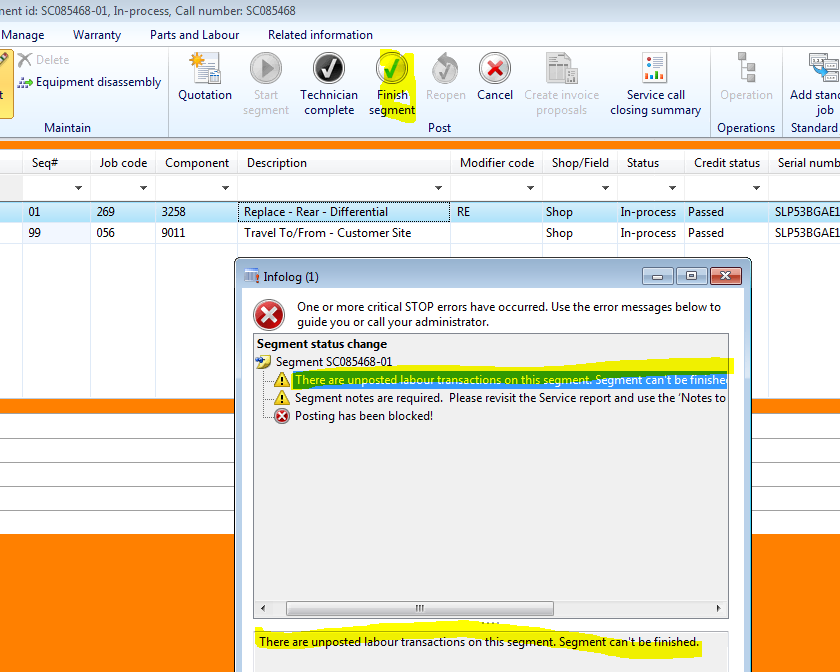 ment id: SC085468-01, In-process, Call number: SC085468
Manage Warranty Parts and Labour Related information
Delete
Equipment disassembly
Maintain
Quotation
Start segment
Technician complete
Finish segment
Reopen
Cancel
Create invoice proposals
Service call closing summary
Post
Operation
Operations
Add stand
job
Standard
Seq# Job code Component Description Modifier code Shop/Field Status Credit status Serial numb
01 269 3258 Replace - Rear - Differential RE Shop In-process Passed SLP53BGAE1
99 056 9011 Travel To/From - Customer Site Shop In-process Passed SLP53BGAE1
Infolog (1)
One or more critical STOP errors have occurred. Use the error messages below to
guide you or call your administrator.
Segment status change
Segment SC085468-01
There are unposted labour transactions on this segment. Segment can't be finished
Segment notes are required. Please revisit the Service report and use the 'Notes to
Posting has been blocked!
There are unposted labour transactions on this segment. Segment can't be finished.